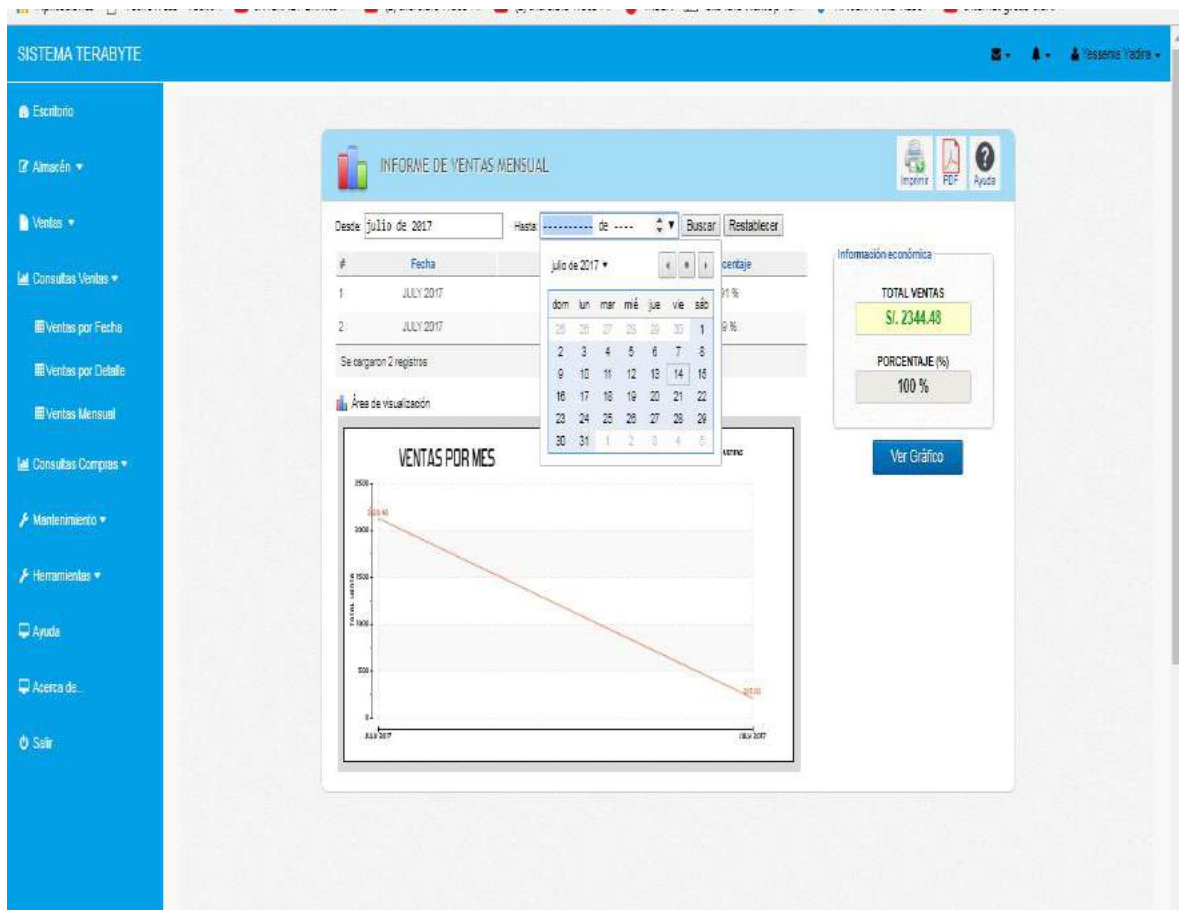 SISTEMA TERABYTE
Yessenia Yadira
Escritorio
Almacén
Ventas
Consultas Ventas
Ventas por Fecha
Ventas por Detalle
Ventas Mensual
Consultas Compras
Mantenimiento
Herramientas
Ayuda
Acerca de...
Salir
INFORME DE VENTAS MENSUAL
Imprimir PDF Ayuda
Desde: julio de 2017 Hasta: ---------- de ---- Buscar Restablecer
# Fecha centaje
1 JULY 2017 91 %
2 JULY 2017 9 %
Se cargaron 2 registros
julio de 2017
dom lun mar mié jue vie sáb
25 26 27 28 29 30 1
2 3 4 5 6 7 8
9 10 11 12 13 14 15
16 17 18 19 20 21 22
23 24 25 26 27 28 29
30 31 1 2 3 4 5
Información económica
TOTAL VENTAS
S/. 2344.48
PORCENTAJE (%)
100 %
Ver Gráfico
Área de visualización
VENTAS POR MES
2500
2000
1500
1000
500
0
JULY 2017 JULY 2017